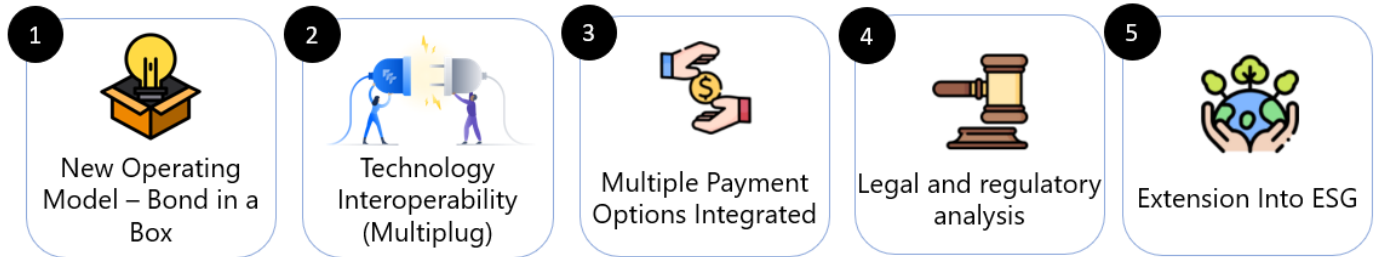 1
New Operating
Model – Bond in a
Box
2
Technology
Interoperability
(Multiplug)
3
$
Multiple Payment
Options Integrated
4
Legal and regulatory
analysis
5
Extension Into ESG